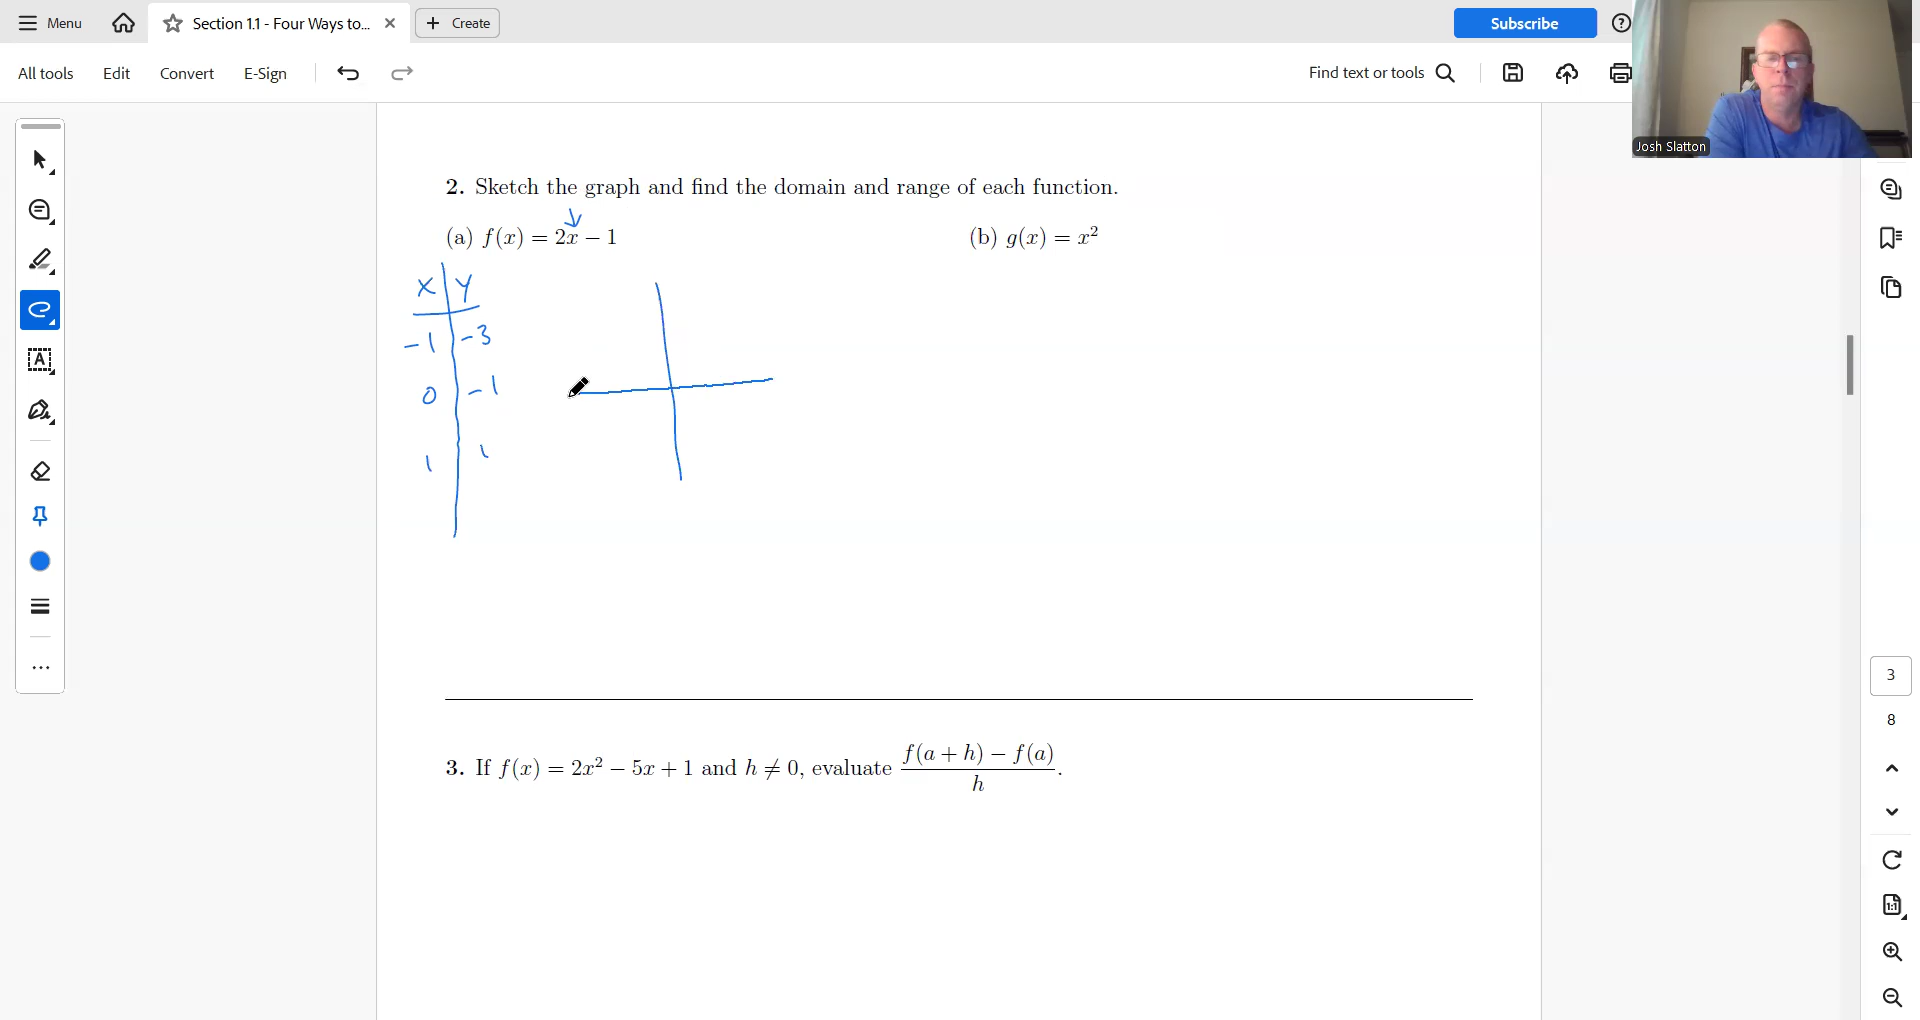 Menu
Section 1.1 - Four Ways to...
Create
Subscribe
All tools
Edit
Convert
E-Sign
Find text or tools
Josh Slatton
2. Sketch the graph and find the domain and range of each function.
(a) f(x) = 2x − 1
(b) g(x) = x²
x y
-1 -3
0 -1
1 1
3. If f(x) = 2x² − 5x + 1 and h ≠ 0, evaluate (f(a + h) − f(a))/h.
3
8